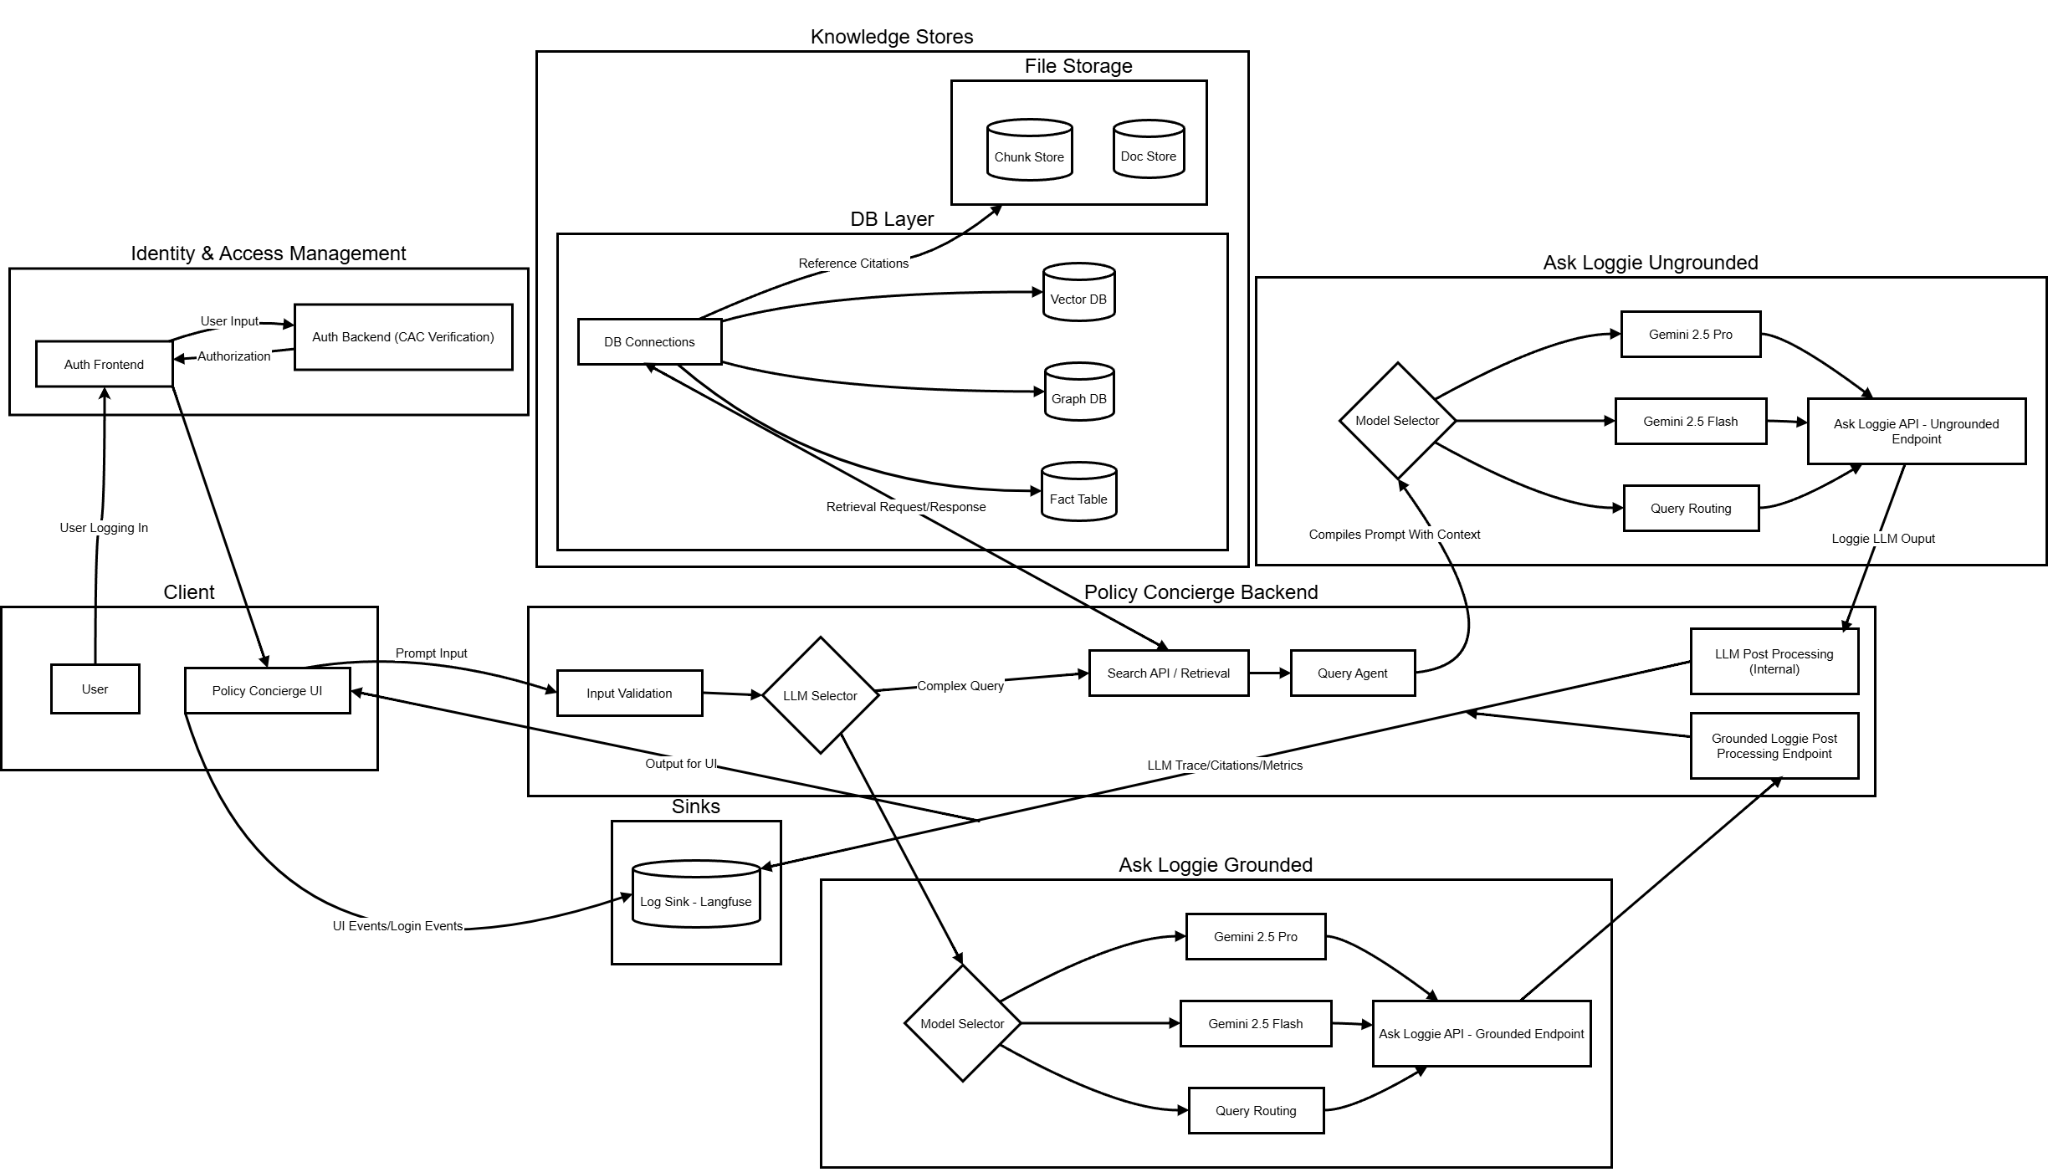 Knowledge Stores
File Storage
Chunk Store
Doc Store
DB Layer
Reference Citations
DB Connections
Vector DB
Graph DB
Fact Table
Retrieval Request/Response
Identity & Access Management
User Input
Auth Backend (CAC Verification)
Authorization
Auth Frontend
User Logging In
Ask Loggie Ungrounded
Model Selector
Gemini 2.5 Pro
Gemini 2.5 Flash
Query Routing
Ask Loggie API - Ungrounded
Endpoint
Compiles Prompt With Context
Loggie LLM Ouput
Client
User
Policy Concierge UI
Prompt Input
Policy Concierge Backend
Input Validation
LLM Selector
Complex Query
Search API / Retrieval
Query Agent
LLM Post Processing
(Internal)
Grounded Loggie Post
Processing Endpoint
Output for UI
LLM Trace/Citations/Metrics
Sinks
Log Sink - Langfuse
UI Events/Login Events
Ask Loggie Grounded
Model Selector
Gemini 2.5 Pro
Gemini 2.5 Flash
Query Routing
Ask Loggie API - Grounded Endpoint